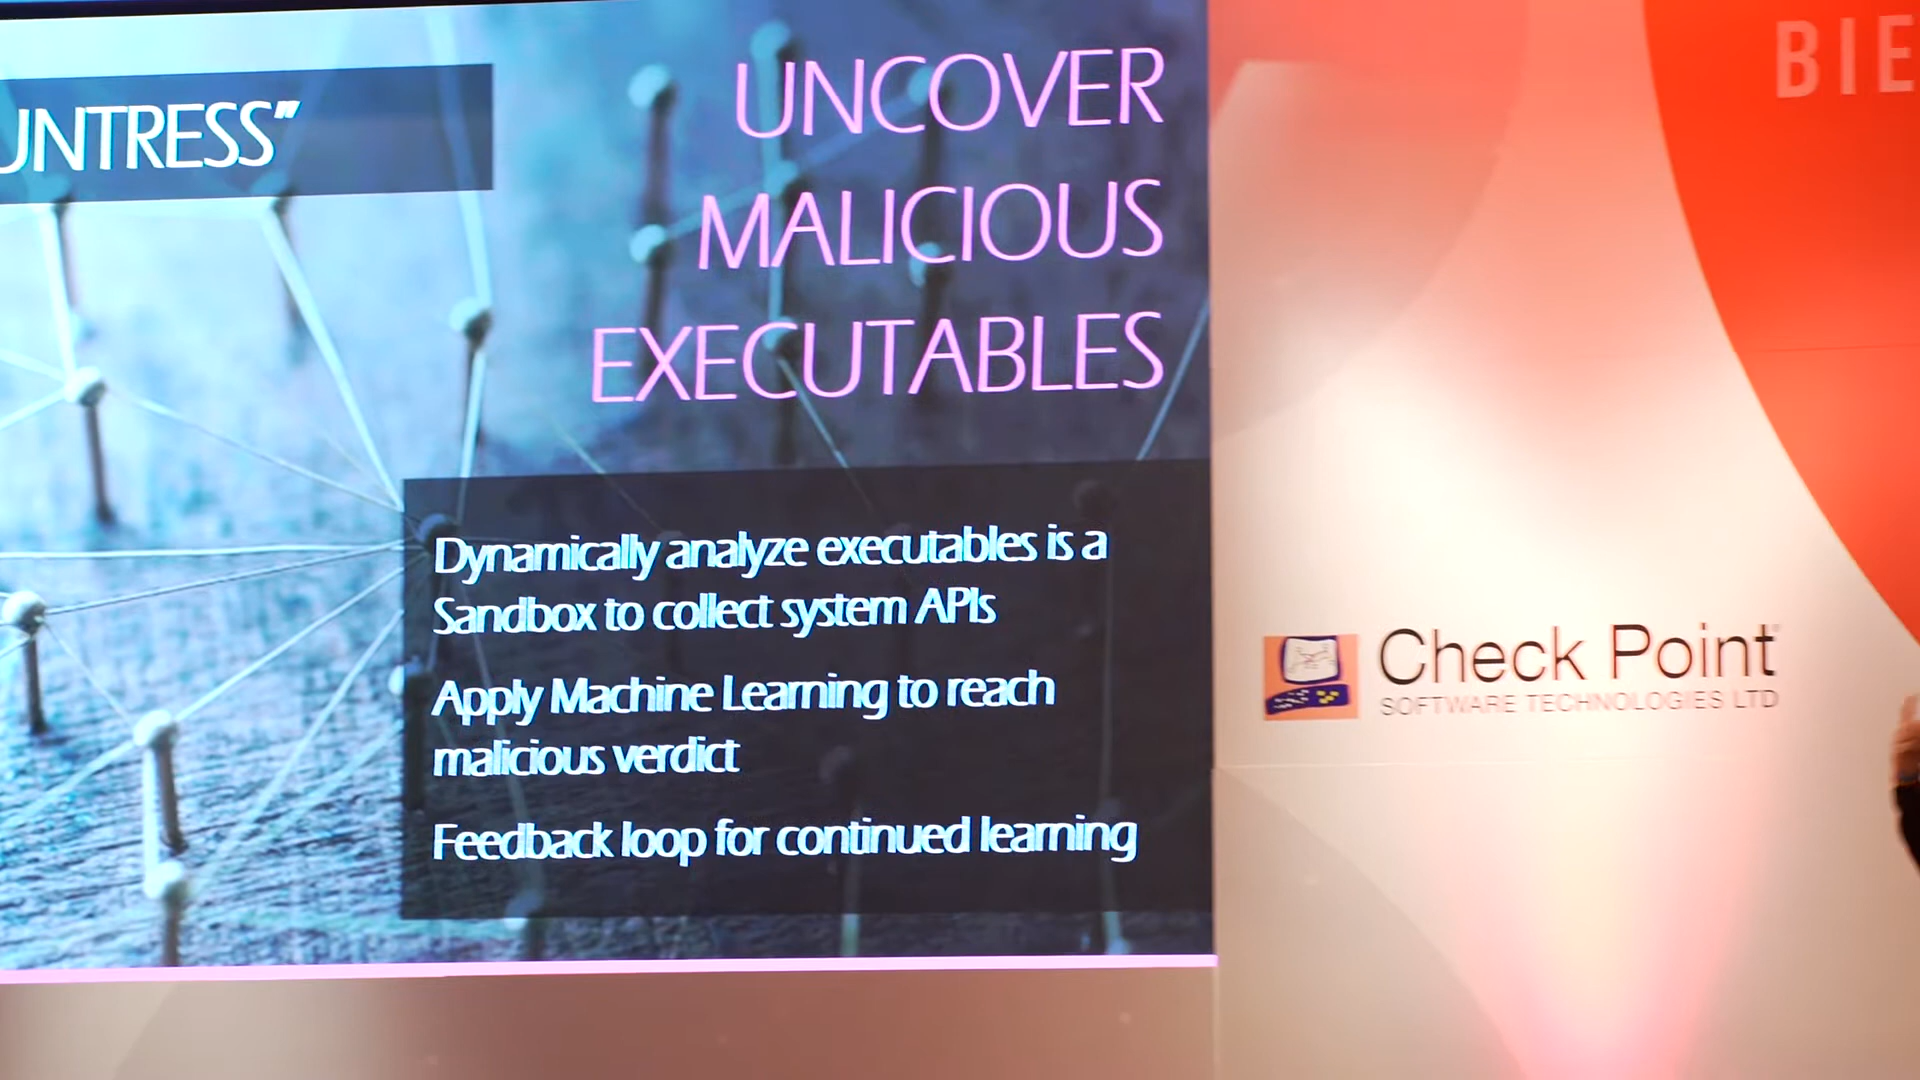 UNTRESS”
UNCOVER
MALICIOUS
EXECUTABLES
Dynamically analyze executables is a
Sandbox to collect system APIs
Apply Machine Learning to reach
malicious verdict
Feedback loop for continued learning
BIE
Check Point
SOFTWARE TECHNOLOGIES LTD